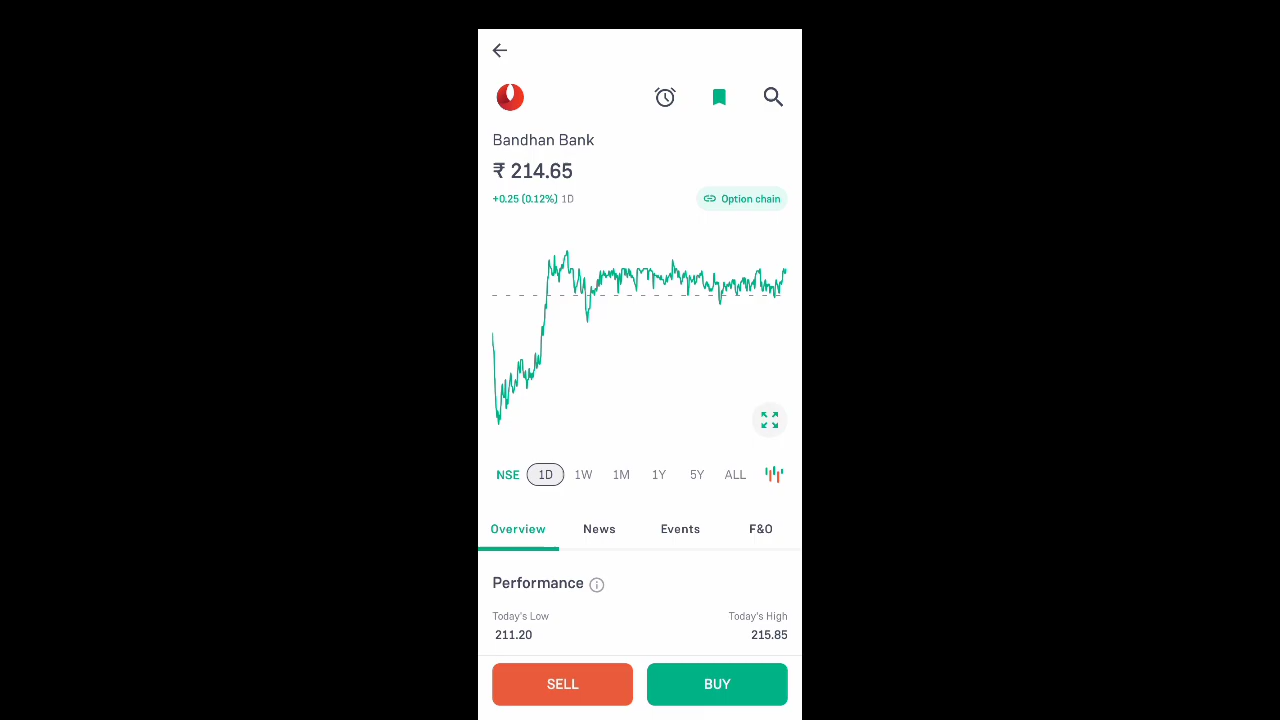 Bandhan Bank
₹ 214.65
+0.25 (0.12%) 1D
Option chain
NSE 1D 1W 1M 1Y 5Y ALL
Overview News Events F&O
Performance
Today's Low Today's High
211.20 215.85
SELL BUY